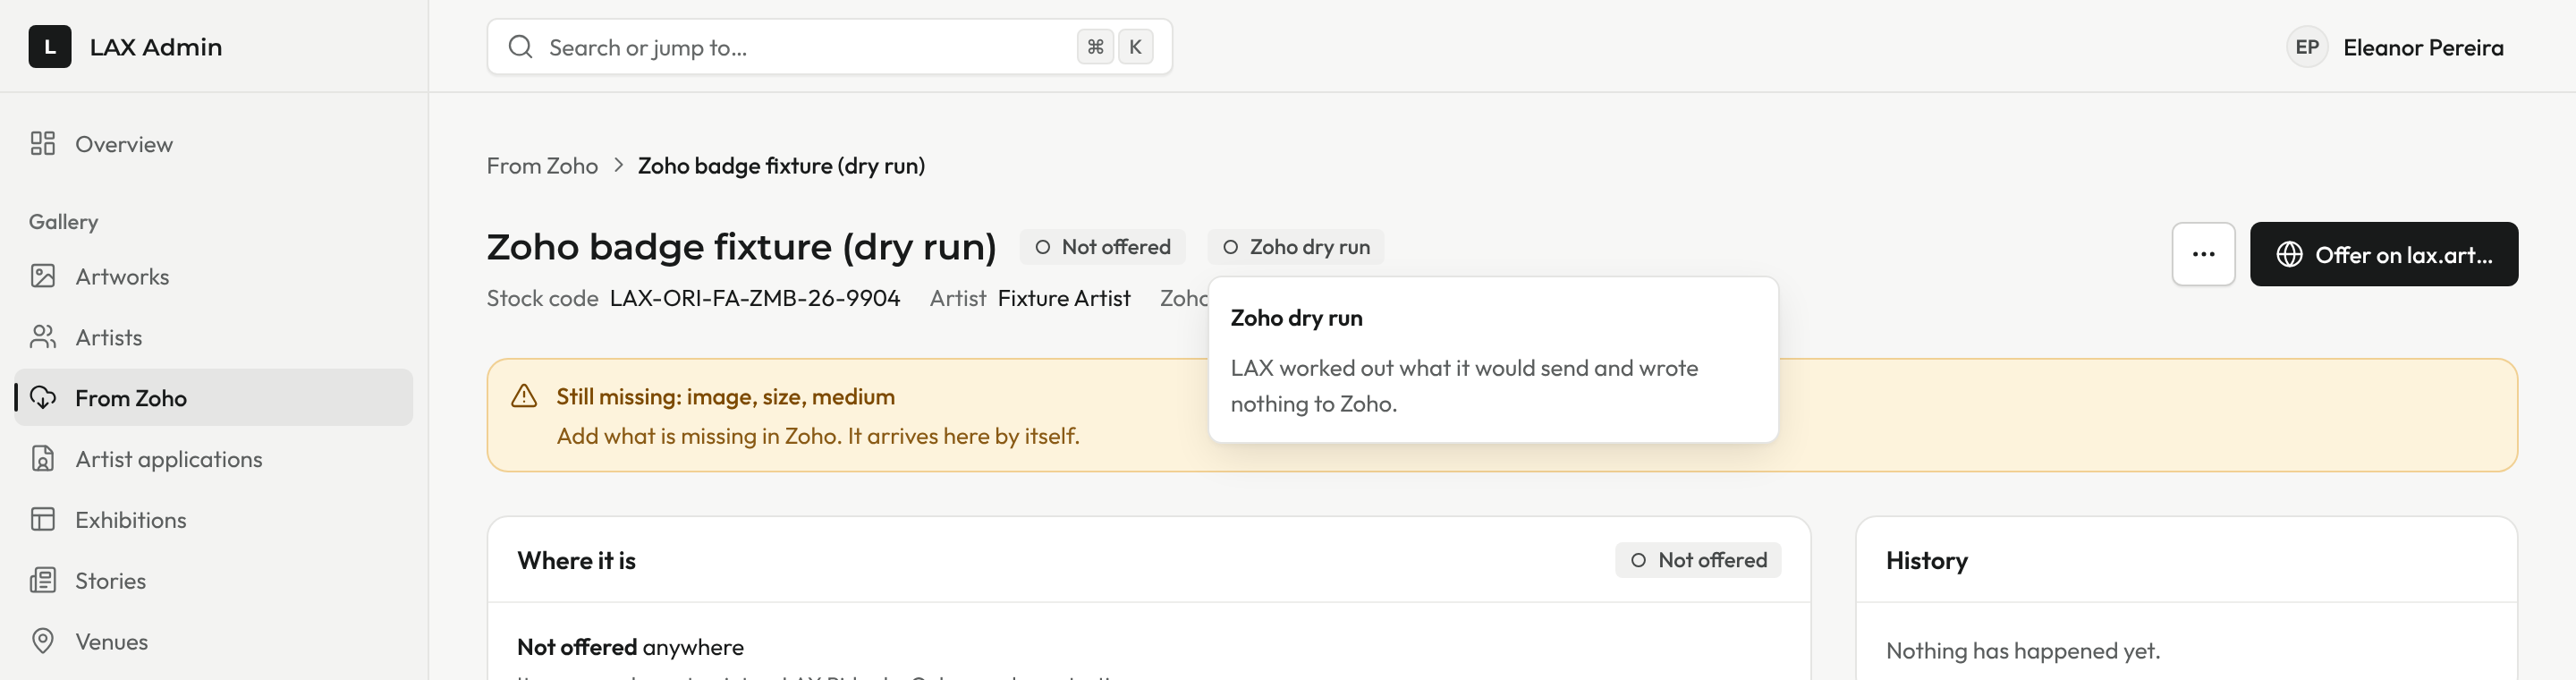 L LAX Admin
Search or jump to... ⌘ K
EP Eleanor Pereira
Overview
Gallery
Artworks
Artists
From Zoho
Artist applications
Exhibitions
Stories
Venues
From Zoho > Zoho badge fixture (dry run)
Zoho badge fixture (dry run) Not offered Zoho dry run
... Offer on lax.art...
Stock code LAX-ORI-FA-ZMB-26-9904 Artist Fixture Artist
Zoho dry run
LAX worked out what it would send and wrote
nothing to Zoho.
Still missing: image, size, medium
Add what is missing in Zoho. It arrives here by itself.
Where it is Not offered
Not offered anywhere
History
Nothing has happened yet.